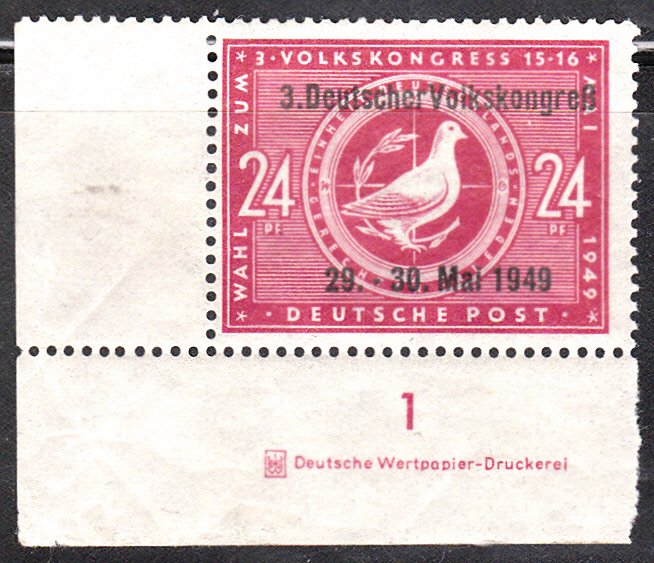 * 3 · VOLKSKONGRESS 15-16 *
WAHL ZUM
MAI 1949
3. Deutscher Volkskongreß
24 PF
24 PF
29. - 30. Mai 1949
* · DEUTSCHE POST · *
1
Deutsche Wertpapier-Druckerei